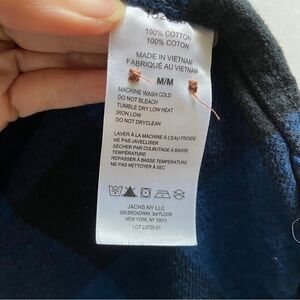 100% COTTON
100% COTON
MADE IN VIETNAM
FABRIQUÉ AU VIETNAM
M/M
MACHINE WASH COLD
DO NOT BLEACH
TUMBLE DRY LOW HEAT
IRON LOW
DO NOT DRYCLEAN
LAVER À LA MACHINE À L'EAU FROIDE
NE PAS JAVELLISER
SÉCHER PAR CULBUTAGE À BASSE
TEMPÉRATURE
REPASSER À BASSE TEMPÉRATURE
NE PAS NETTOYER À SEC
JACHS NY LLC
BROADWAY, 3rd FLOOR
NEW YORK, NY 10013